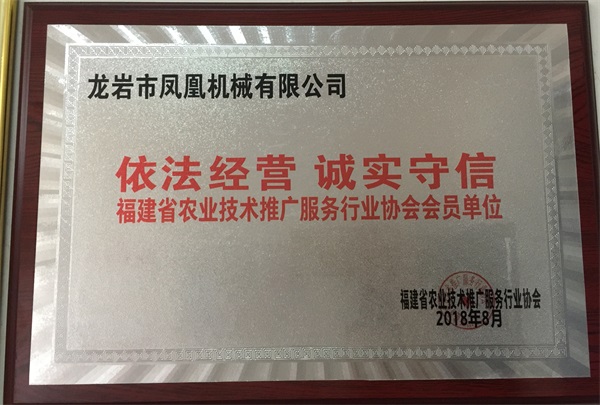 龙岩市凤凰机械有限公司
依法经营 诚实守信
福建省农业技术推广服务行业协会会员单位
福建省农业技术推广服务行业协会
2018年8月